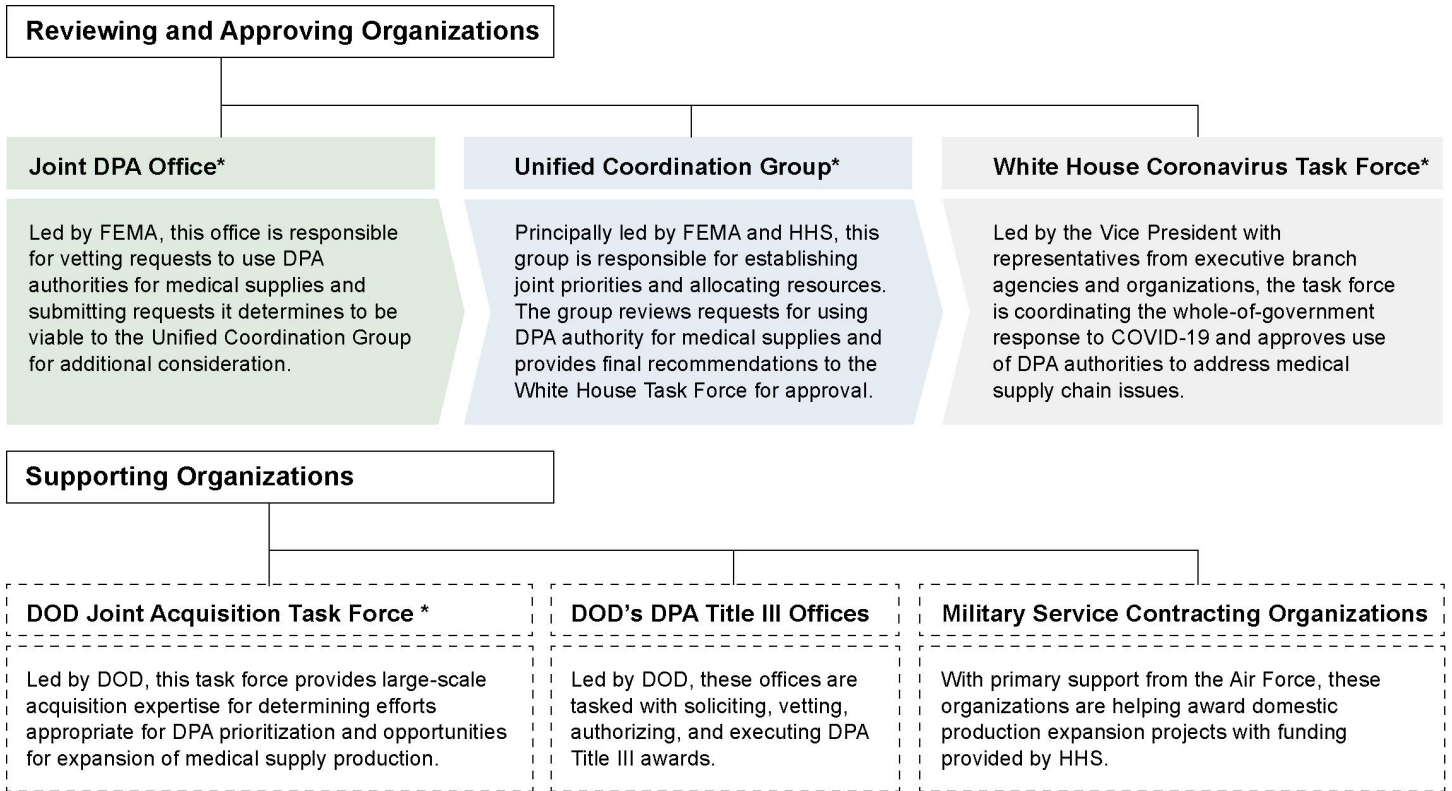 Reviewing and Approving Organizations
Joint DPA Office*
Led by FEMA, this office is responsible
for vetting requests to use DPA
authorities for medical supplies and
submitting requests it determines to be
viable to the Unified Coordination Group
for additional consideration.
Unified Coordination Group*
Principally led by FEMA and HHS, this
group is responsible for establishing
joint priorities and allocating resources.
The group reviews requests for using
DPA authority for medical supplies and
provides final recommendations to the
White House Task Force for approval.
White House Coronavirus Task Force*
Led by the Vice President with
representatives from executive branch
agencies and organizations, the task force
is coordinating the whole-of-government
response to COVID-19 and approves use
of DPA authorities to address medical
supply chain issues.
Supporting Organizations
DOD Joint Acquisition Task Force *
Led by DOD, this task force provides large-scale
acquisition expertise for determining efforts
appropriate for DPA prioritization and opportunities
for expansion of medical supply production.
DOD's DPA Title III Offices
Led by DOD, these offices are
tasked with soliciting, vetting,
authorizing, and executing DPA
Title III awards.
Military Service Contracting Organizations
With primary support from the Air Force, these
organizations are helping award domestic
production expansion projects with funding
provided by HHS.